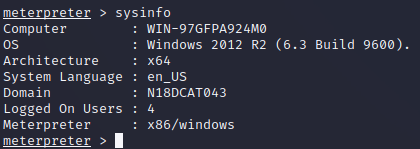 meterpreter > sysinfo
Computer        : WIN-97GFPA924M0
OS              : Windows 2012 R2 (6.3 Build 9600).
Architecture    : x64
System Language : en_US
Domain          : N18DCAT043
Logged On Users : 4
Meterpreter     : x86/windows
meterpreter >